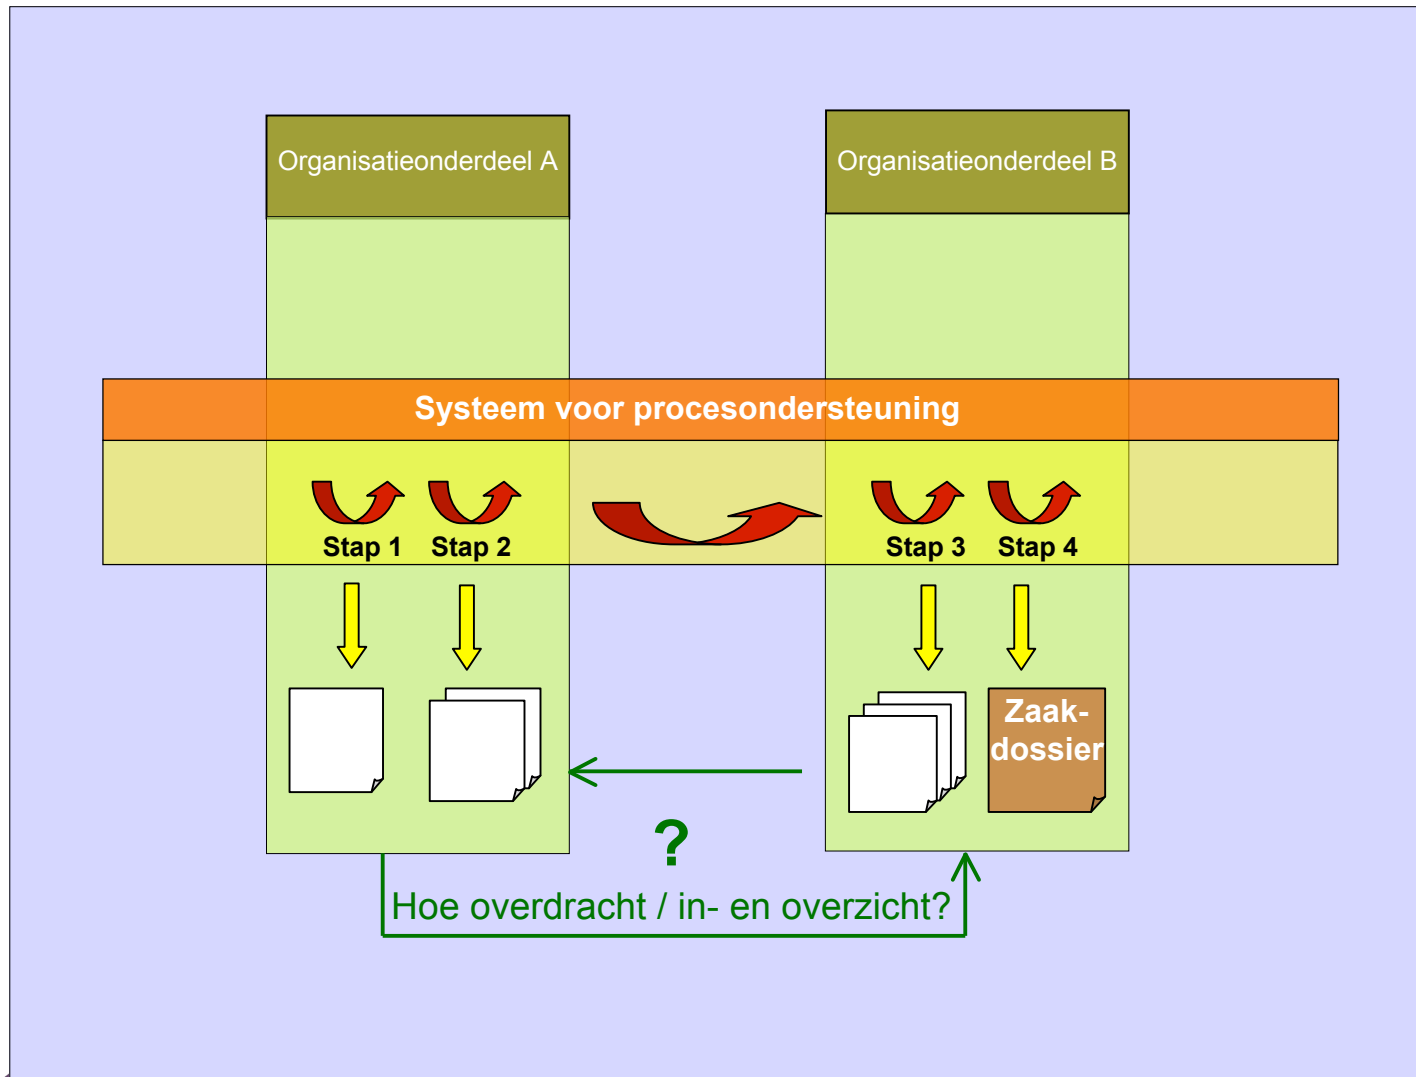 Organisatieonderdeel A
Organisatieonderdeel B
Systeem voor procesondersteuning
Stap 1
Stap 2
Stap 3
Stap 4
Zaak-
dossier
?
Hoe overdracht / in- en overzicht?